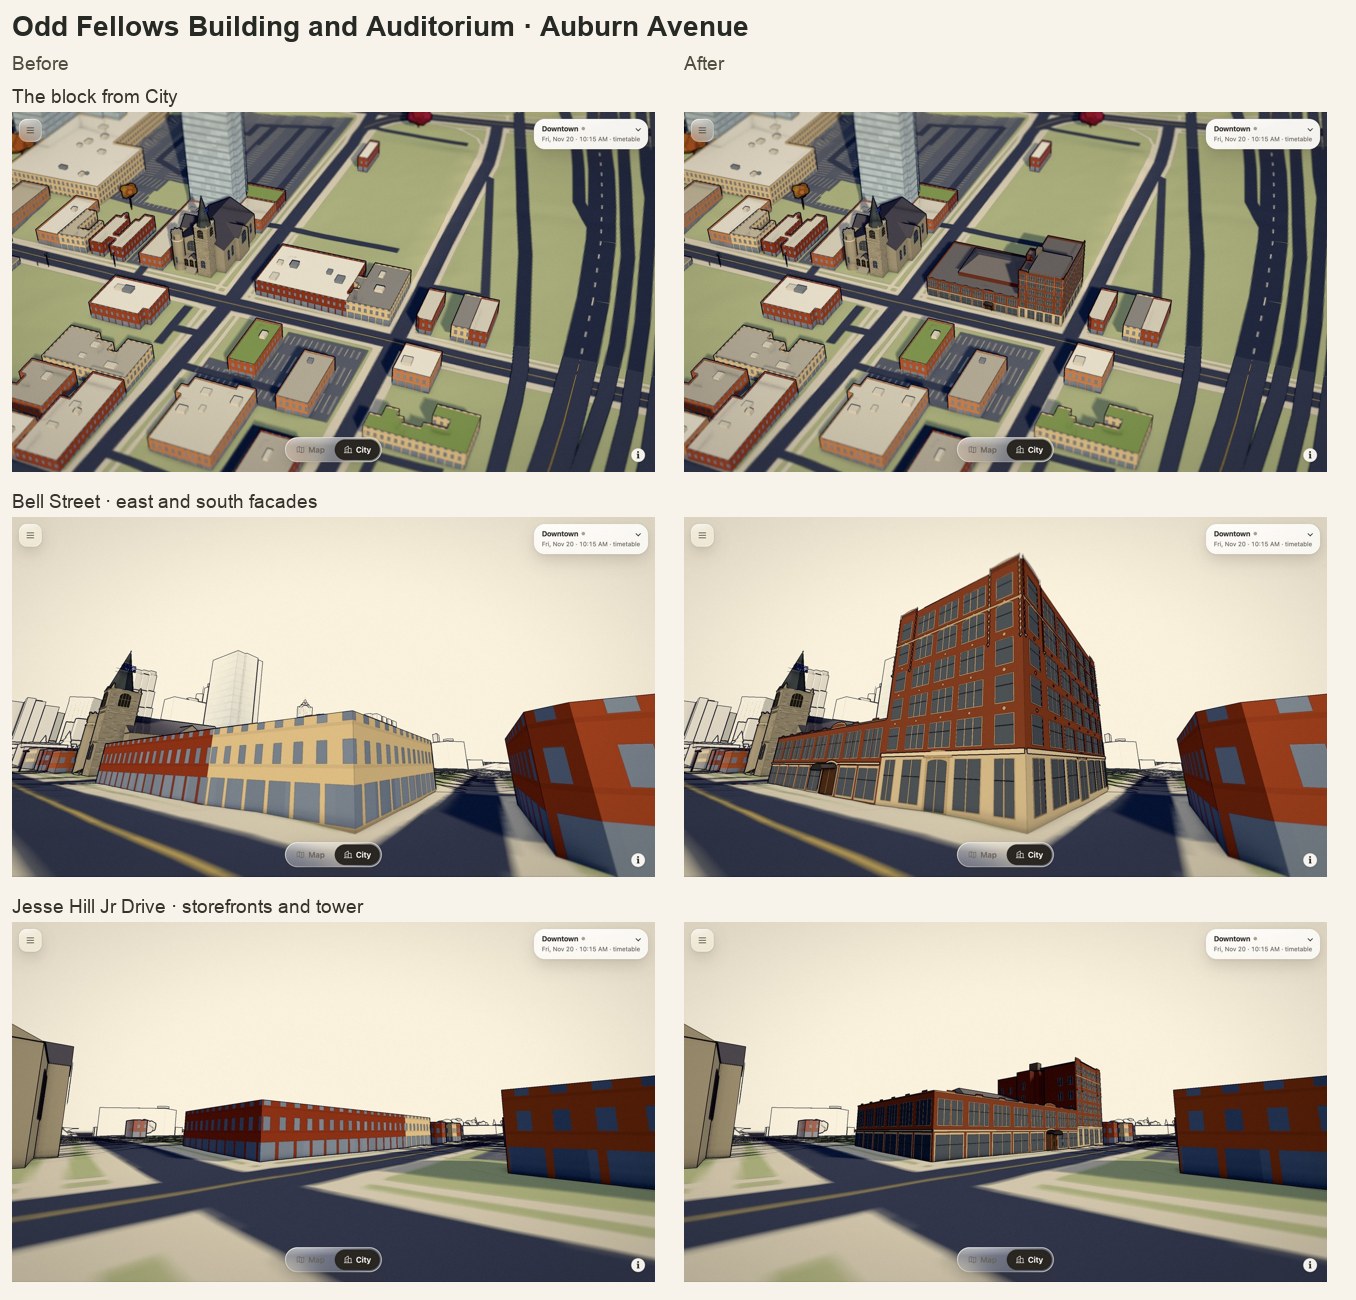 Odd Fellows Building and Auditorium · Auburn Avenue
Before
After
The block from City
Downtown
Fri, Nov 20 · 10:15 AM · timetable
Map
City
i
Downtown
Fri, Nov 20 · 10:15 AM · timetable
Map
City
i
Bell Street · east and south facades
Downtown
Fri, Nov 20 · 10:15 AM · timetable
Map
City
i
Downtown
Fri, Nov 20 · 10:15 AM · timetable
Map
City
i
Jesse Hill Jr Drive · storefronts and tower
Downtown
Fri, Nov 20 · 10:15 AM · timetable
Map
City
i
Downtown
Fri, Nov 20 · 10:15 AM · timetable
Map
City
i